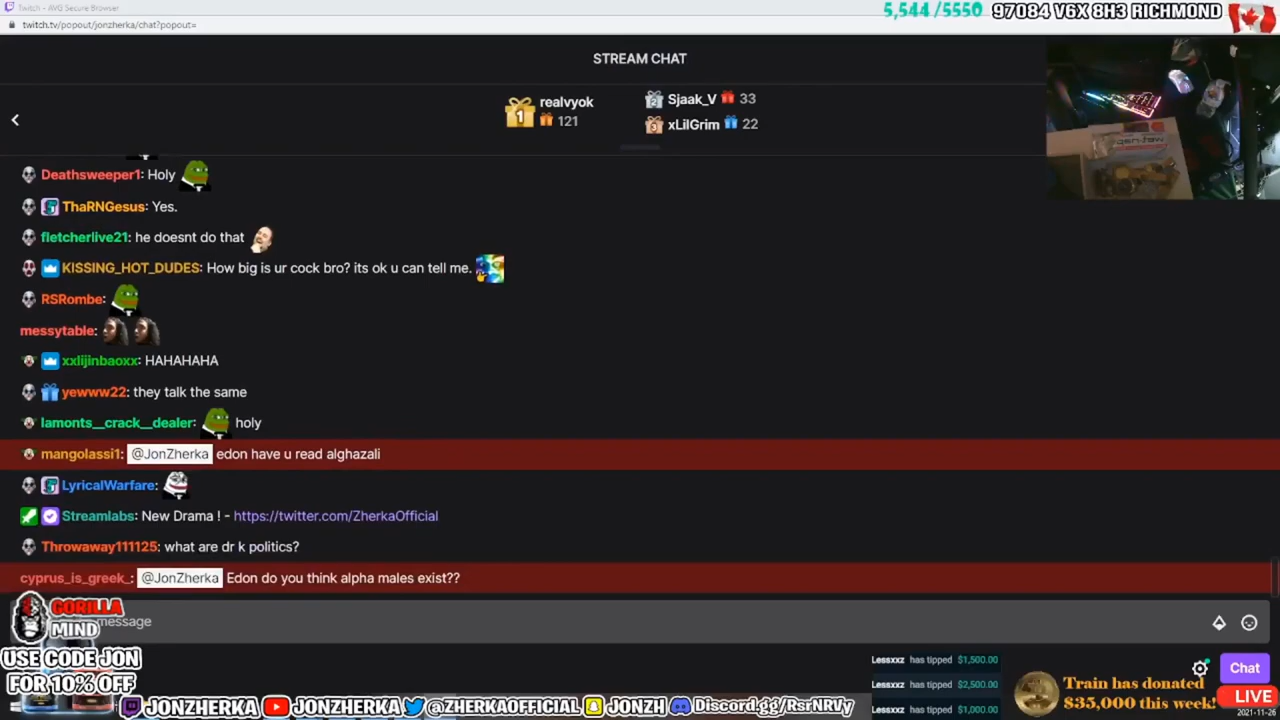 Twitch - AVG Secure Browser
5,544 /5550
97084 V6X 8H3 RICHMOND
twitch.tv/popout/jonzherka/chat?popout=
STREAM CHAT
1 realvyok 121
2 Sjaak_V 33
3 xLilGrim 22
Deathsweeper1: Holy
ThaRNGesus: Yes.
fletcherlive21: he doesnt do that
KISSING_HOT_DUDES: How big is ur cock bro? its ok u can tell me.
RSRombe:
messytable:
xxlijinbaoxx: HAHAHAHA
yewww22: they talk the same
lamonts__crack__dealer: holy
mangolassi1: @JonZherka edon have u read alghazali
LyricalWarfare:
Streamlabs: New Drama ! - https://twitter.com/ZherkaOfficial
Throwaway111125: what are dr k politics?
cyprus_is_greek_: @JonZherka Edon do you think alpha males exist??
GORILLA
MIND
message
USE CODE JON
FOR 10% OFF
Lessxxz has tipped $1,500.00
Lessxxz has tipped $2,500.00
Lessxxz has tipped $1,000.00
Chat
Train has donated
$35,000 this week!
LIVE
2021-11-26
JONZHERKA JONZHERKA @ZHERKAOFFICIAL JONZH Discord.gg/RsrNRVy